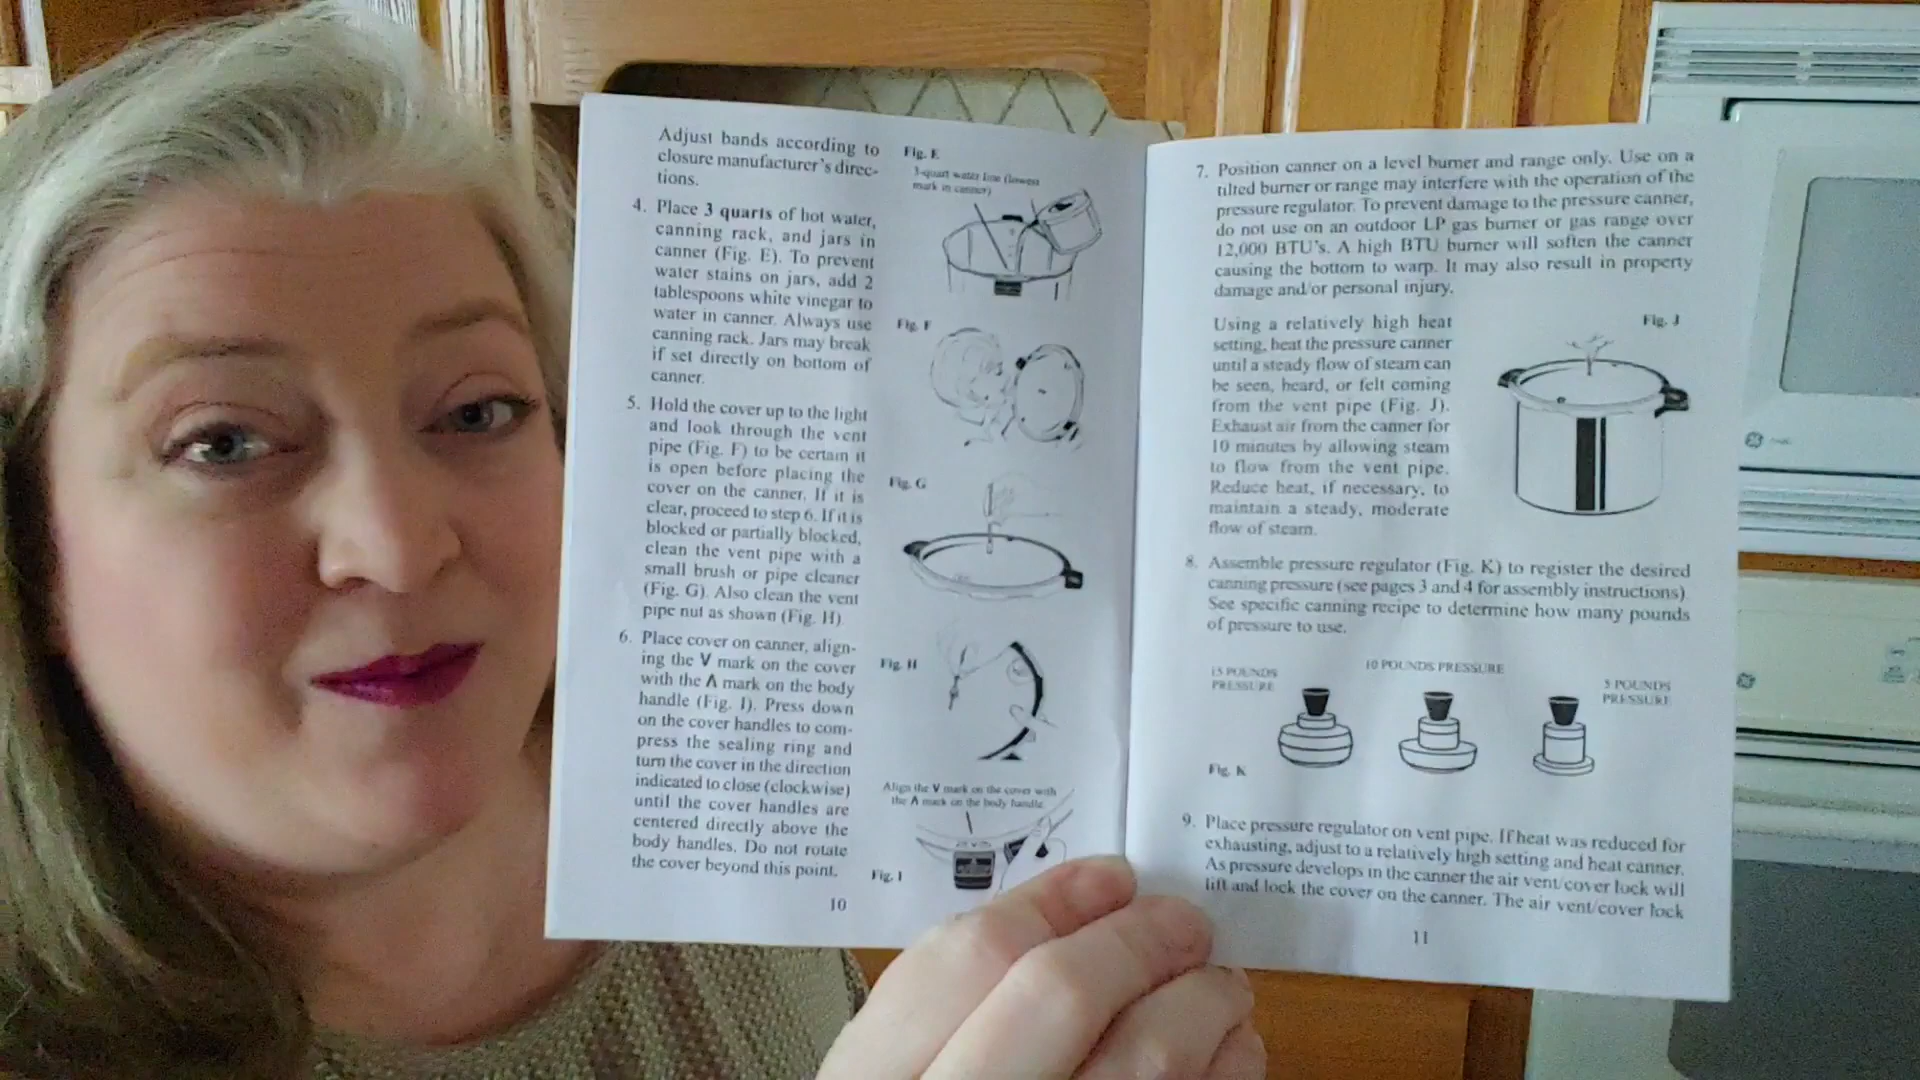 Adjust bands according to
closure manufacturer's direc-
tions.
4. Place 3 quarts of hot water,
canning rack, and jars in
canner (Fig. E). To prevent
water stains on jars, add 2
tablespoons white vinegar to
water in canner. Always use
canning rack. Jars may break
if set directly on bottom of
canner.
5. Hold the cover up to the light
and look through the vent
pipe (Fig. F) to be certain it
is open before placing the
cover on the canner. If it is
clear, proceed to step 6. If it is
blocked or partially blocked,
clean the vent pipe with a
small brush or pipe cleaner
(Fig. G). Also clean the vent
pipe nut as shown (Fig. H)
6. Place cover on canner, align-
ing the V mark on the cover
with the Λ mark on the body
handle (Fig. I). Press down
on the cover handles to com-
press the sealing ring and
turn the cover in the direction
indicated to close (clockwise)
until the cover handles are
centered directly above the
body handles. Do not rotate
the cover beyond this point.
Fig. E
3-quart water line (lowest
mark in canner)
Fig. F
Fig. G
Fig. H
Align the V mark on the cover with
the Λ mark on the body handle.
Fig. I
10
7. Position canner on a level burner and range only. Use on a
tilted burner or range may interfere with the operation of the
pressure regulator. To prevent damage to the pressure canner,
do not use on an outdoor LP gas burner or gas range over
12,000 BTU's. A high BTU burner will soften the canner
causing the bottom to warp. It may also result in property
damage and/or personal injury.
Using a relatively high heat
setting, heat the pressure canner
until a steady flow of steam can
be seen, heard, or felt coming
from the vent pipe (Fig. J).
Exhaust air from the canner for
10 minutes by allowing steam
to flow from the vent pipe.
Reduce heat, if necessary, to
maintain a steady, moderate
flow of steam.
Fig. J
8. Assemble pressure regulator (Fig. K) to register the desired
canning pressure (see pages 3 and 4 for assembly instructions).
See specific canning recipe to determine how many pounds
of pressure to use.
15 POUNDS
PRESSURE
10 POUNDS PRESSURE
5 POUNDS
PRESSURE
Fig. K
9. Place pressure regulator on vent pipe. If heat was reduced for
exhausting, adjust to a relatively high setting and heat canner.
As pressure develops in the canner the air vent/cover lock will
lift and lock the cover on the canner. The air vent/cover lock
11